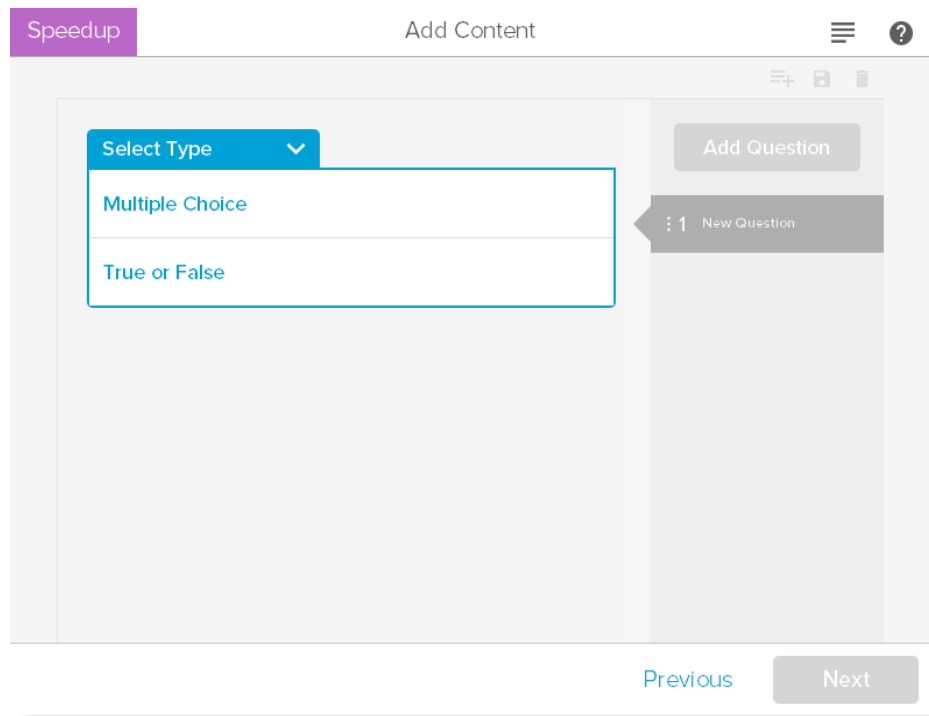 Speedup
Add Content
?
Select Type
Add Question
Multiple Choice
1 New Question
True or False
Previous
Next